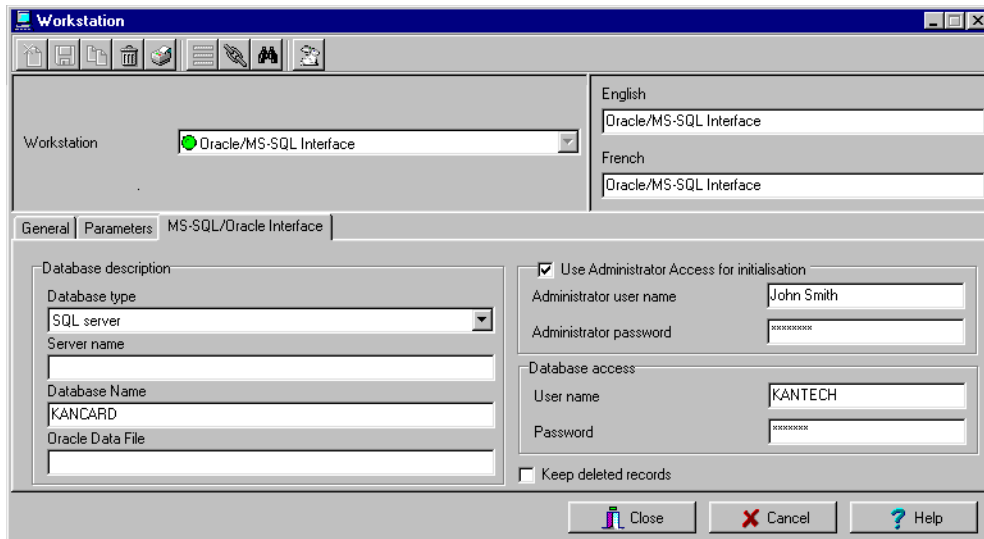 Workstation
Workstation
Oracle/MS-SQL Interface
English
Oracle/MS-SQL Interface
French
Oracle/MS-SQL Interface
General
Parameters
MS-SQL/Oracle Interface
Database description
Database type
SQL server
Server name
Database Name
KANCARD
Oracle Data File
Use Administrator Access for initialisation
Administrator user name
John Smith
Administrator password
********
Database access
User name
KANTECH
Password
*******
Keep deleted records
Close
Cancel
? Help